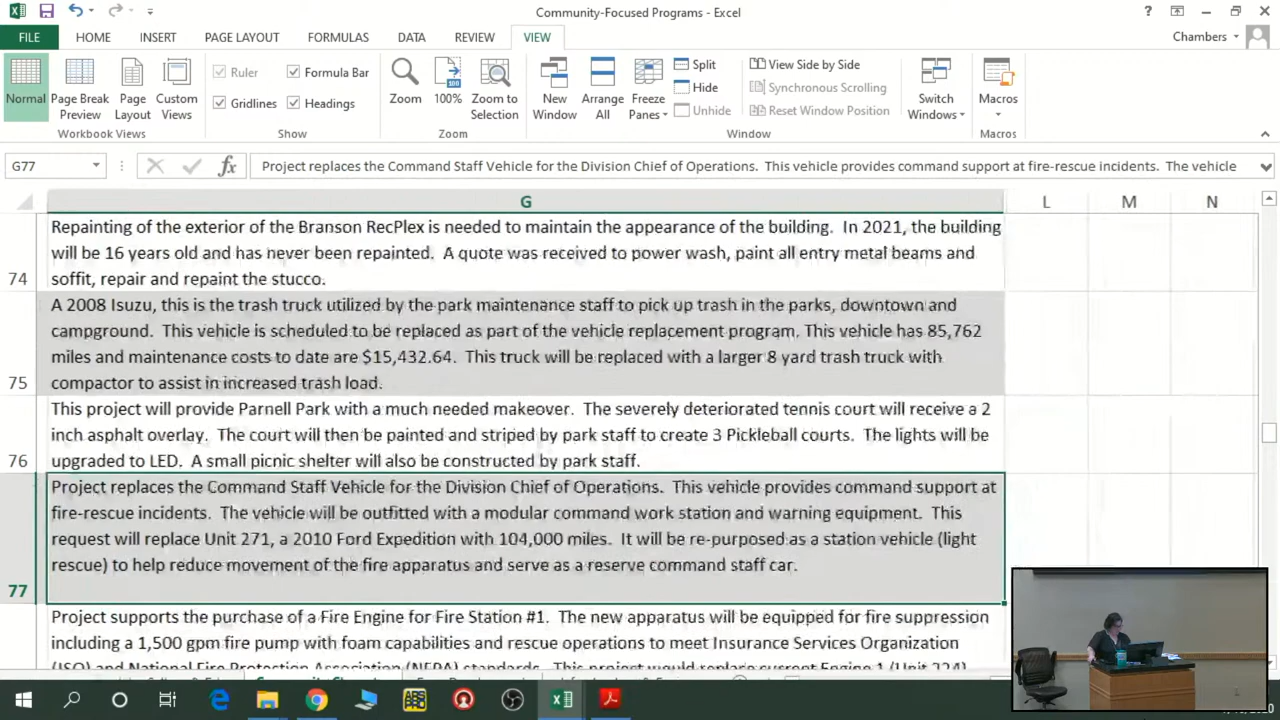 Community-Focused Programs - Excel
FILE HOME INSERT PAGE LAYOUT FORMULAS DATA REVIEW VIEW Chambers
Normal Page Break Preview Page Layout Custom Views
Ruler Formula Bar
Gridlines Headings
Zoom 100% Zoom to Selection
New Window Arrange All Freeze Panes
Split
Hide
Unhide
View Side by Side
Synchronous Scrolling
Reset Window Position
Switch Windows Macros
Workbook Views Show Zoom Window Macros
G77 fx Project replaces the Command Staff Vehicle for the Division Chief of Operations. This vehicle provides command support at fire-rescue incidents. The vehicle
G L M N
Repainting of the exterior of the Branson RecPlex is needed to maintain the appearance of the building. In 2021, the building
will be 16 years old and has never been repainted. A quote was received to power wash, paint all entry metal beams and
74 soffit, repair and repaint the stucco.
A 2008 Isuzu, this is the trash truck utilized by the park maintenance staff to pick up trash in the parks, downtown and
campground. This vehicle is scheduled to be replaced as part of the vehicle replacement program. This vehicle has 85,762
miles and maintenance costs to date are $15,432.64. This truck will be replaced with a larger 8 yard trash truck with
75 compactor to assist in increased trash load.
This project will provide Parnell Park with a much needed makeover. The severely deteriorated tennis court will receive a 2
inch asphalt overlay. The court will then be painted and striped by park staff to create 3 Pickleball courts. The lights will be
76 upgraded to LED. A small picnic shelter will also be constructed by park staff.
Project replaces the Command Staff Vehicle for the Division Chief of Operations. This vehicle provides command support at
fire-rescue incidents. The vehicle will be outfitted with a modular command work station and warning equipment. This
request will replace Unit 271, a 2010 Ford Expedition with 104,000 miles. It will be re-purposed as a station vehicle (light
rescue) to help reduce movement of the fire apparatus and serve as a reserve command staff car.
77
Project supports the purchase of a Fire Engine for Fire Station #1. The new apparatus will be equipped for fire suppression
including a 1,500 gpm fire pump with foam capabilities and rescue operations to meet Insurance Services Organization
(ISO) and National Fire Protection Association (NFPA) standards. This project would replace current Engine 1 (Unit 224)